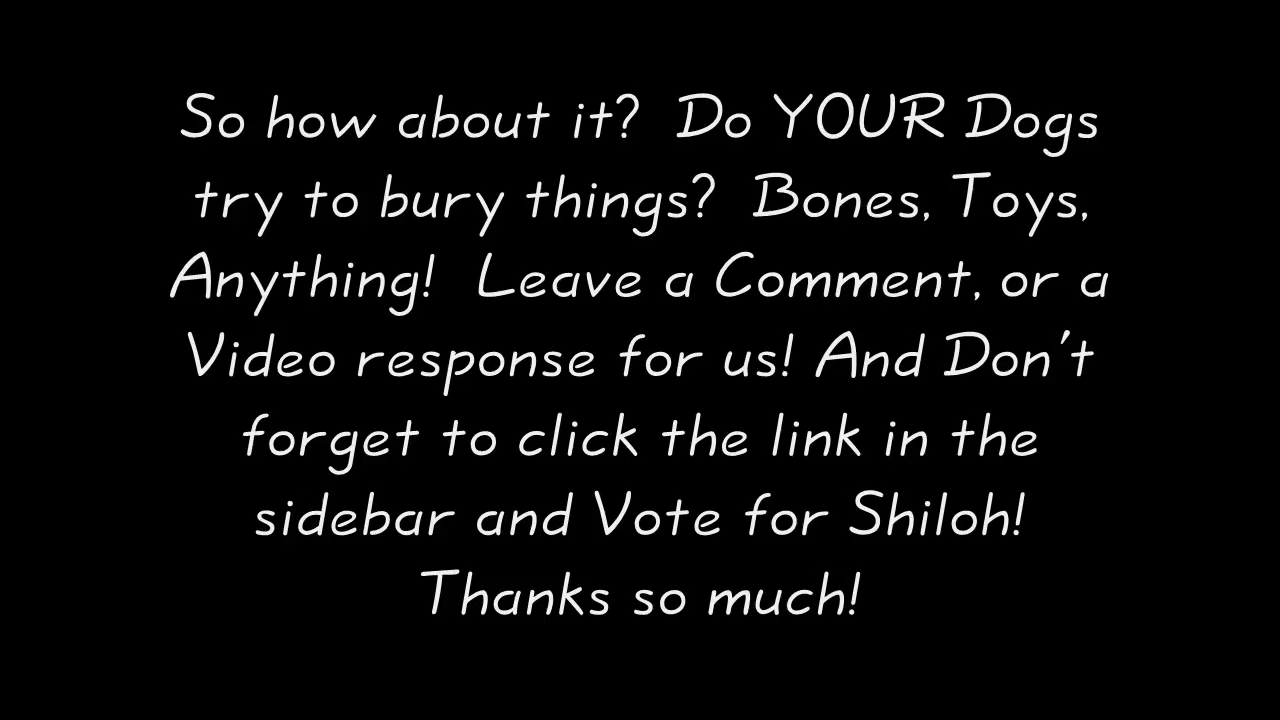 So how about it?  Do YOUR Dogs
try to bury things?  Bones, Toys,
Anything!  Leave a Comment, or a
Video response for us! And Don't
forget to click the link in the
sidebar and Vote for Shiloh!
Thanks so much!